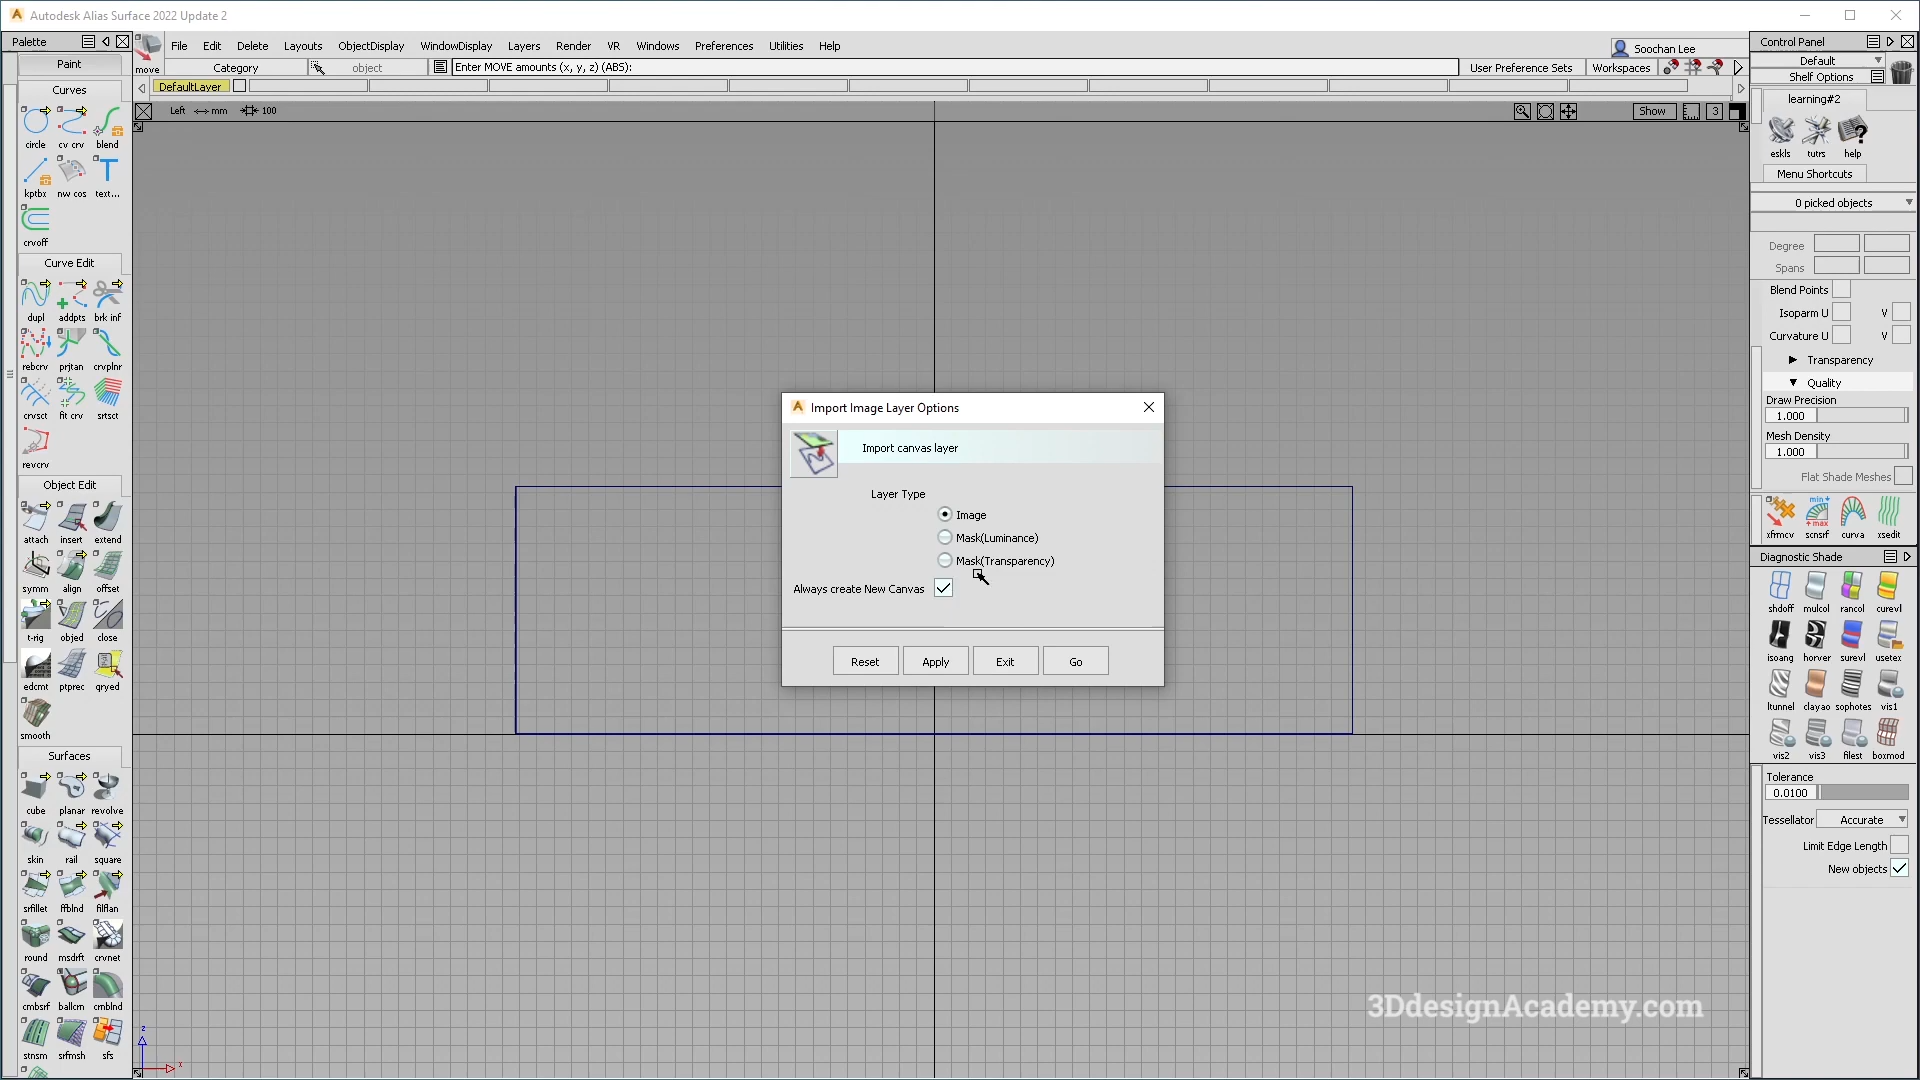 Autodesk Alias Surface 2022 Update 2
Palette
Paint
Curves
circle cv crv blend
kptbx nw cos text...
crvoff
Curve Edit
dupl addpts brk inf
rebcrv prjtan crvplnr
crvsct fit crv srtsct
revcrv
Object Edit
attach insert extend
symm align offset
t-rig objed close
edcmt ptprec qryed
smooth
Surfaces
cube planar revolve
skin rail square
srfillet ffblnd filflan
round msdrft crvnet
cmbsrf ballcrn crnblnd
stnsm srfmsh sfs
move
File Edit Delete Layouts ObjectDisplay WindowDisplay Layers Render VR Windows Preferences Utilities Help
Soochan Lee
Category object Enter MOVE amounts (x, y, z) (ABS): User Preference Sets Workspaces
DefaultLayer
Left mm 100 Show 3
Import Image Layer Options
Import canvas layer
Layer Type
Image
Mask(Luminance)
Mask(Transparency)
Always create New Canvas
Reset Apply Exit Go
z
x
3DdesignAcademy.com
Control Panel
Default
Shelf Options
learning#2
eskls tutrs help
Menu Shortcuts
0 picked objects
Degree
Spans
Blend Points
Isoparm U V
Curvature U V
Transparency
Quality
Draw Precision
1.000
Mesh Density
1.000
Flat Shade Meshes
min
max
xfrmcv scnsrf curva xsedit
Diagnostic Shade
shdoff mulcol rancol curevl
isoang horver surevl usetex
ltunnel clayao sophotes vis1
vis2 vis3 filest boxmod
Tolerance
0.0100
Tessellator Accurate
Limit Edge Length
New objects